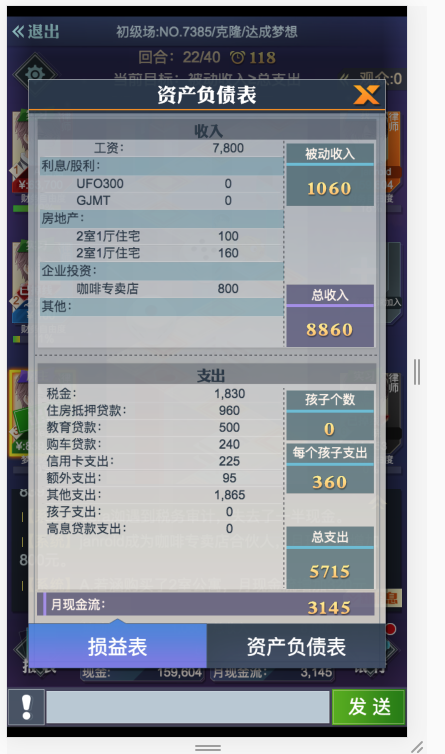 退出 初级场:NO.7385/克隆/达成梦想
回合: 22/40 118
观众:0
资产负债表
收入
工资: 7,800
利息/股利:
UFO300 0
GJMT 0
房地产:
2室1厅住宅 100
2室1厅住宅 160
企业投资:
咖啡专卖店 800
其他:
被动收入
1060
总收入
8860
支出
税金: 1,830
住房抵押贷款: 960
教育贷款: 500
购车贷款: 240
信用卡支出: 225
额外支出: 95
其他支出: 1,865
孩子支出: 0
高息贷款支出: 0
孩子个数
0
每个孩子支出
360
总支出
5715
月现金流: 3145
损益表 资产负债表
现金: 159,604 月现金流: 3,145
! 发送